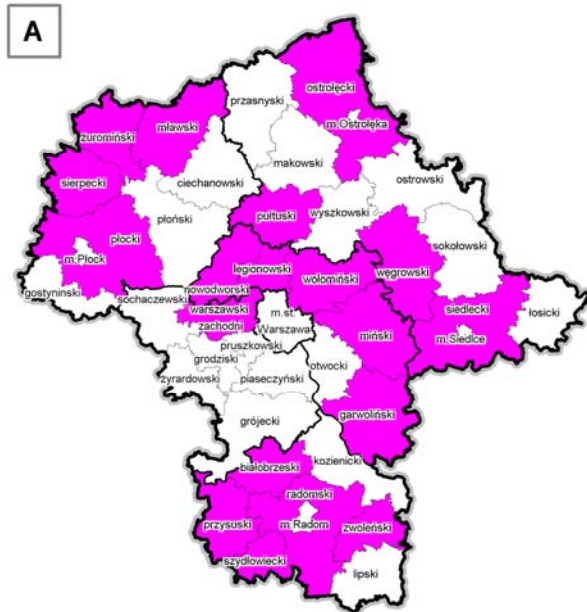 A
ostrołęcki
przasnyski
mławski
m.Ostrołęka
żuromiński
makowski
ciechanowski
sierpecki
ostrowski
pułtuski
wyszkowski
płoński
płocki
sokołowski
m.Płock
legionowski
wołomiński
węgrowski
nowodworski
gostyninski
sochaczewski
warszawski
zachodni
m.st.
Warszawa
siedlecki
łosicki
miński
m.Siedlce
pruszkowski
grodziski
otwocki
żyrardowski
piaseczyński
garwoliński
grójecki
kozienicki
białobrzeski
radomski
przysuski
m.Radom
zwoleński
szydłowiecki
lipski